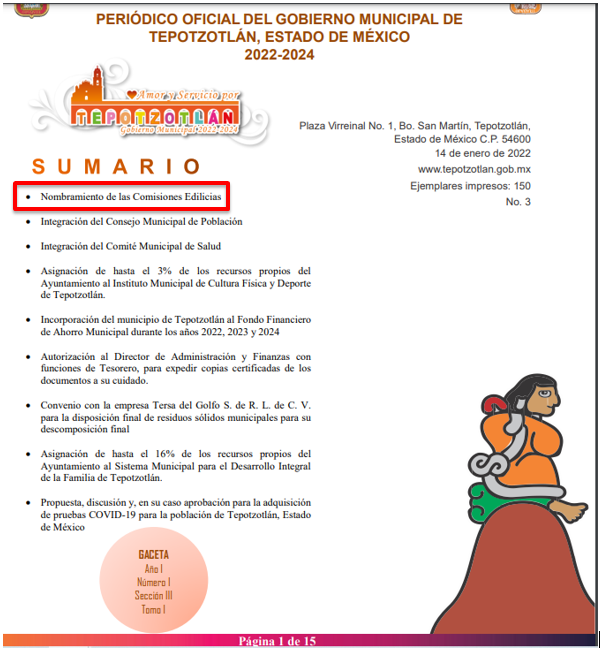 PERIÓDICO OFICIAL DEL GOBIERNO MUNICIPAL DE
TEPOTZOTLÁN, ESTADO DE MÉXICO
2022-2024
Amor y Servicio por
TEPOTZOTLÁN
Gobierno Municipal 2022-2024
Plaza Virreinal No. 1, Bo. San Martín, Tepotzotlán,
Estado de México C.P. 54600
14 de enero de 2022
www.tepotzotlan.gob.mx
Ejemplares impresos: 150
No. 3
SUMARIO
• Nombramiento de las Comisiones Edilicias
• Integración del Consejo Municipal de Población
• Integración del Comité Municipal de Salud
• Asignación de hasta el 3% de los recursos propios del
Ayuntamiento al Instituto Municipal de Cultura Física y Deporte
de Tepotzotlán.
• Incorporación del municipio de Tepotzotlán al Fondo Financiero
de Ahorro Municipal durante los años 2022, 2023 y 2024
• Autorización al Director de Administración y Finanzas con
funciones de Tesorero, para expedir copias certificadas de los
documentos a su cuidado.
• Convenio con la empresa Tersa del Golfo S. de R. L. de C. V.
para la disposición final de residuos sólidos municipales para su
descomposición final
• Asignación de hasta el 16% de los recursos propios del
Ayuntamiento al Sistema Municipal para el Desarrollo Integral
de la Familia de Tepotzotlán.
• Propuesta, discusión y, en su caso aprobación para la adquisición
de pruebas COVID-19 para la población de Tepotzotlán, Estado
de México
GACETA
Año I
Número I
Sección III
Tomo I
Página 1 de 15